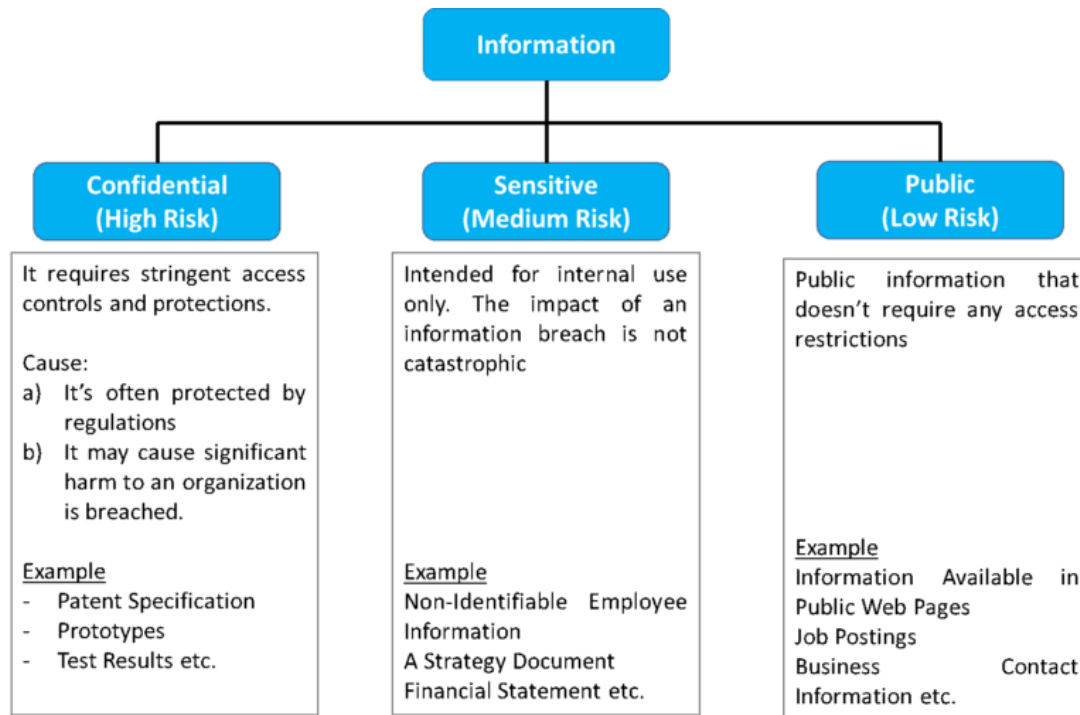 Information
Confidential
(High Risk)
Sensitive
(Medium Risk)
Public
(Low Risk)
It requires stringent access
controls and protections.
Cause:
a) It's often protected by
regulations
b) It may cause significant
harm to an organization
is breached.
Example
- Patent Specification
- Prototypes
- Test Results etc.
Intended for internal use
only. The impact of an
information breach is not
catastrophic
Example
Non-Identifiable Employee
Information
A Strategy Document
Financial Statement etc.
Public information that
doesn't require any access
restrictions
Example
Information Available in
Public Web Pages
Job Postings
Business Contact
Information etc.